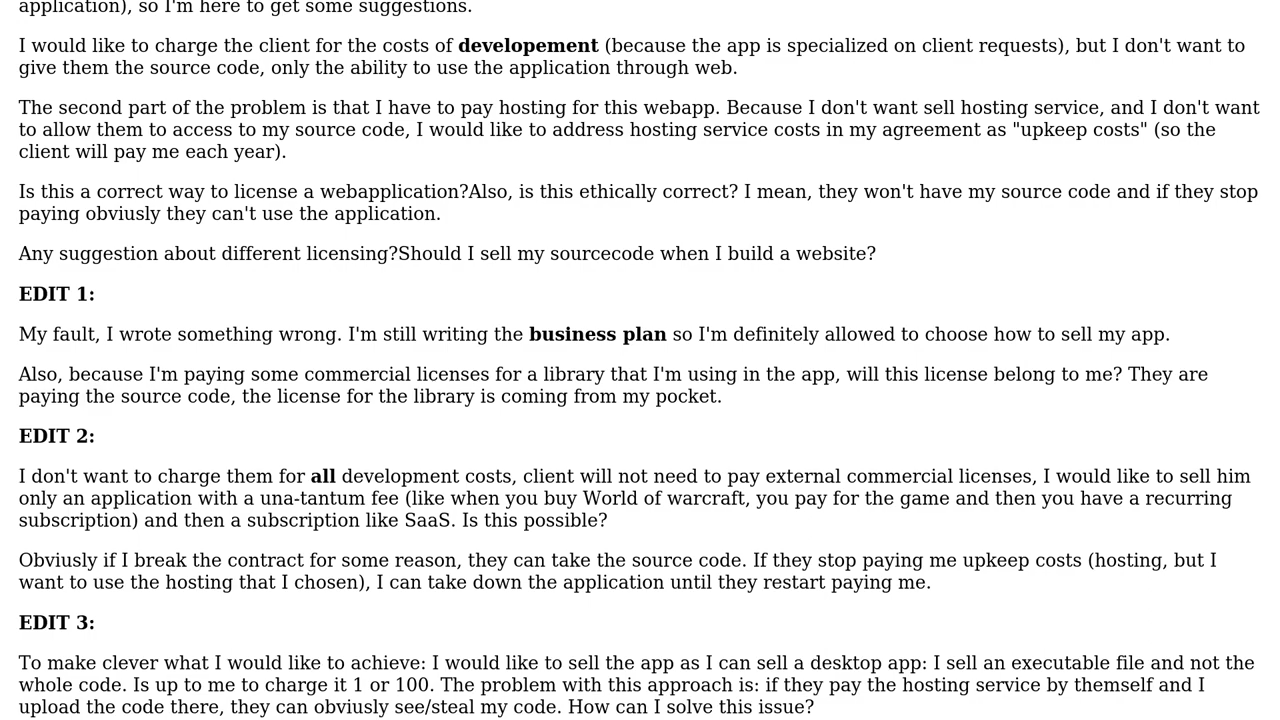 application), so I'm here to get some suggestions.
I would like to charge the client for the costs of developement (because the app is specialized on client requests), but I don't want to
give them the source code, only the ability to use the application through web.
The second part of the problem is that I have to pay hosting for this webapp. Because I don't want sell hosting service, and I don't want
to allow them to access to my source code, I would like to address hosting service costs in my agreement as "upkeep costs" (so the
client will pay me each year).
Is this a correct way to license a webapplication?Also, is this ethically correct? I mean, they won't have my source code and if they stop
paying obviusly they can't use the application.
Any suggestion about different licensing?Should I sell my sourcecode when I build a website?
EDIT 1:
My fault, I wrote something wrong. I'm still writing the business plan so I'm definitely allowed to choose how to sell my app.
Also, because I'm paying some commercial licenses for a library that I'm using in the app, will this license belong to me? They are
paying the source code, the license for the library is coming from my pocket.
EDIT 2:
I don't want to charge them for all development costs, client will not need to pay external commercial licenses, I would like to sell him
only an application with a una-tantum fee (like when you buy World of warcraft, you pay for the game and then you have a recurring
subscription) and then a subscription like SaaS. Is this possible?
Obviusly if I break the contract for some reason, they can take the source code. If they stop paying me upkeep costs (hosting, but I
want to use the hosting that I chosen), I can take down the application until they restart paying me.
EDIT 3:
To make clever what I would like to achieve: I would like to sell the app as I can sell a desktop app: I sell an executable file and not the
whole code. Is up to me to charge it 1 or 100. The problem with this approach is: if they pay the hosting service by themself and I
upload the code there, they can obviusly see/steal my code. How can I solve this issue?